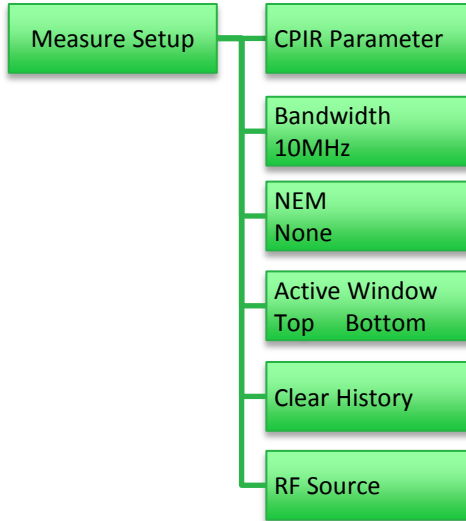 Measure Setup
CPIR Parameter
Bandwidth
10MHz
NEM
None
Active Window
Top Bottom
Clear History
RF Source